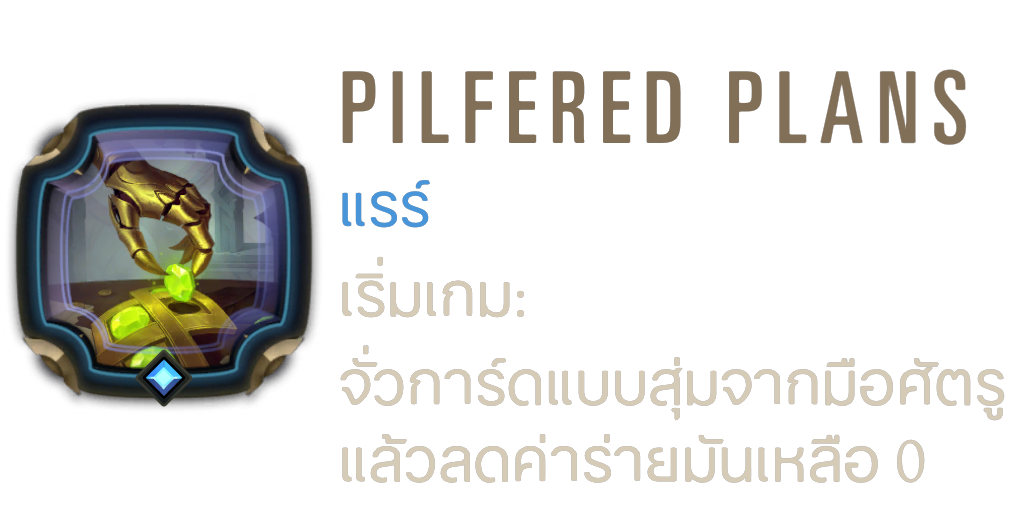 PILFERED PLANS
แรร์
เริ่มเกม:
จั่วการ์ดแบบสุ่มจากมือศัตรู
แล้วลดค่าร่ายมันเหลือ 0